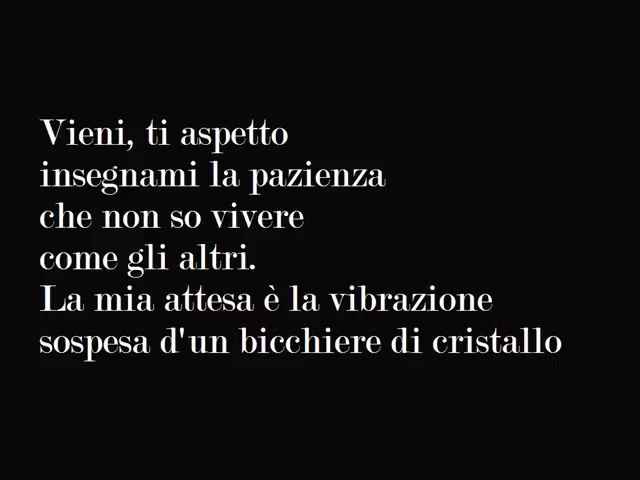 Vieni, ti aspetto
insegnami la pazienza
che non so vivere
come gli altri.
La mia attesa è la vibrazione
sospesa d'un bicchiere di cristallo